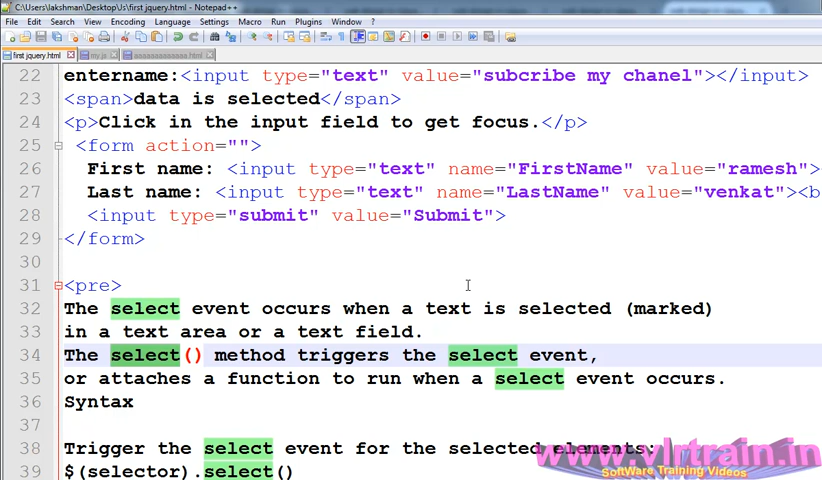 C:\Users\lakshman\Desktop\Js\first jquery.html - Notepad++
File Edit Search View Encoding Language Settings Macro Run Window ?
TextFX Plugins
first jquery.html my.js aaaaaaaaaaaaa.html
22 entername:<input type="text" value="subcribe my chanel"></input>
23 <span>data is selected</span>
24 <p>Click in the input field to get focus.</p>
25 <form action="">
26 First name: <input type="text" name="FirstName" value="ramesh">
27 Last name: <input type="text" name="LastName" value="venkat"><b
28 <input type="submit" value="Submit">
29 </form>
30
31 <pre>
32 The select event occurs when a text is selected (marked)
33 in a text area or a text field.
34 The select() method triggers the select event,
35 or attaches a function to run when a select event occurs.
36 Syntax
37
38 Trigger the select event for the selected elements:
39 $(selector).select()
www.vlrtrain.in
SoftWare Training Videos